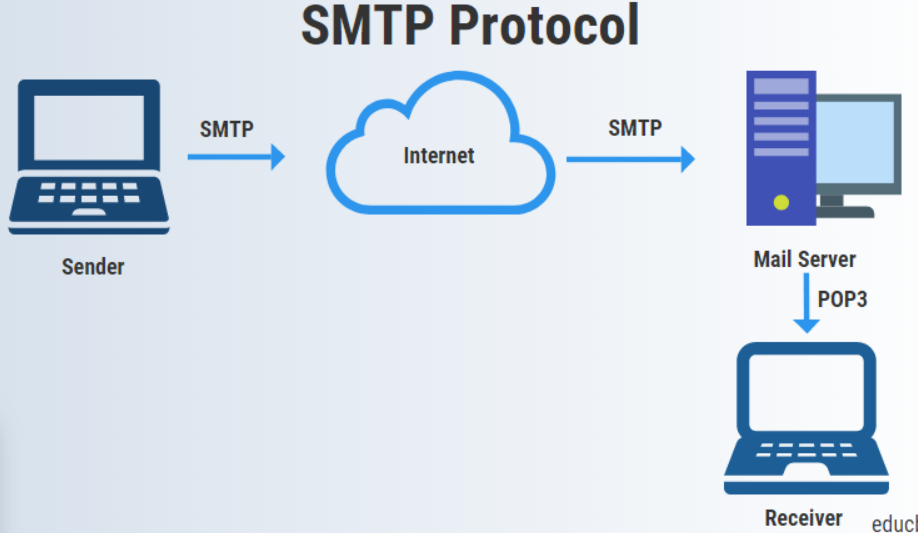 SMTP Protocol
SMTP
SMTP
Internet
Sender
Mail Server
POP3
Receiver